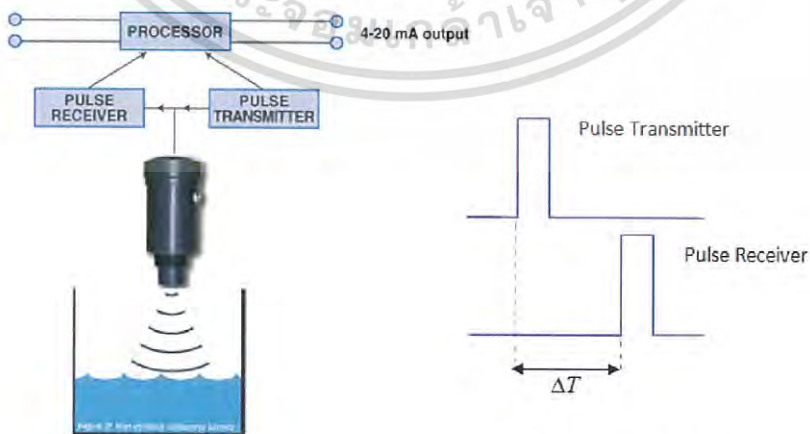 PROCESSOR
4-20 mA output
PULSE
RECEIVER
PULSE
TRANSMITTER
Pulse Transmitter
Pulse Receiver
ΔT